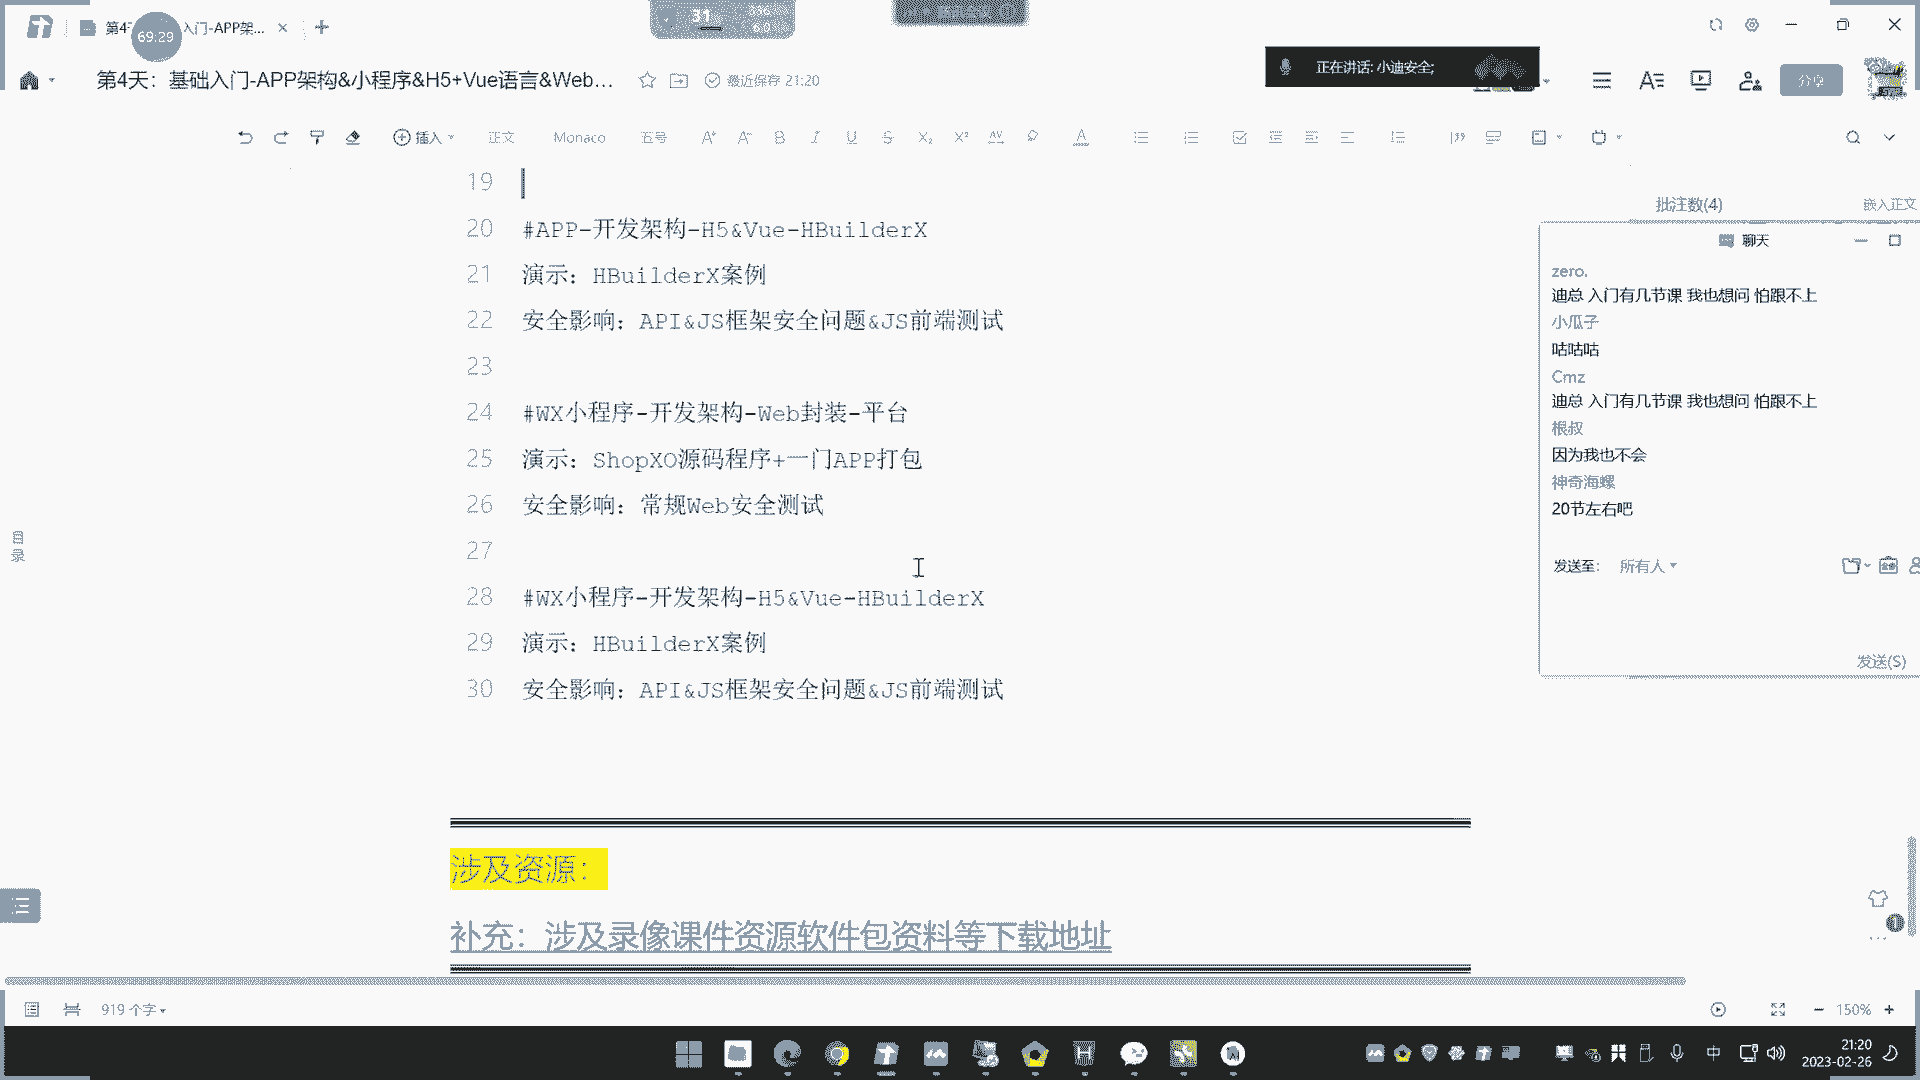 第4天
入门-APP架...
69:29
31
第4天：基础入门-APP架构&小程序&H5+Vue语言&Web...
最近保存 21:20
正在讲话: 小迪安全;
分享
插入
正文
Monaco
五号
19
20 #APP-开发架构-H5&Vue-HBuilderX
21 演示：HBuilderX案例
22 安全影响：API&JS框架安全问题&JS前端测试
23
24 #WX小程序-开发架构-Web封装-平台
25 演示：ShopXO源码程序+一门APP打包
26 安全影响：常规Web安全测试
27
28 #WX小程序-开发架构-H5&Vue-HBuilderX
29 演示：HBuilderX案例
30 安全影响：API&JS框架安全问题&JS前端测试
涉及资源：
补充：涉及录像课件资源软件包资料等下载地址
目录
批注数(4)
嵌入正文
聊天
zero.
迪总 入门有几节课 我也想问 怕跟不上
小瓜子
咕咕咕
Cmz
迪总 入门有几节课 我也想问 怕跟不上
根叔
因为我也不会
神奇海螺
20节左右吧
发送至： 所有人
发送(S)
919 个字
150%
中
21:20
2023-02-26